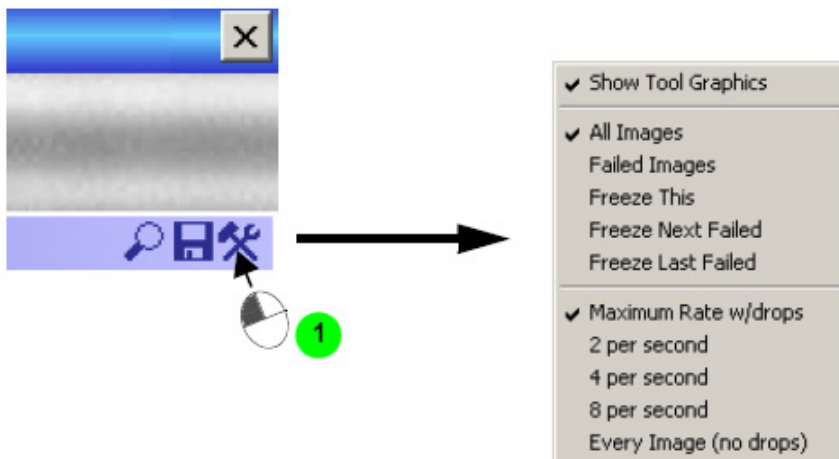 1
Show Tool Graphics
All Images
Failed Images
Freeze This
Freeze Next Failed
Freeze Last Failed
Maximum Rate w/drops
2 per second
4 per second
8 per second
Every Image (no drops)